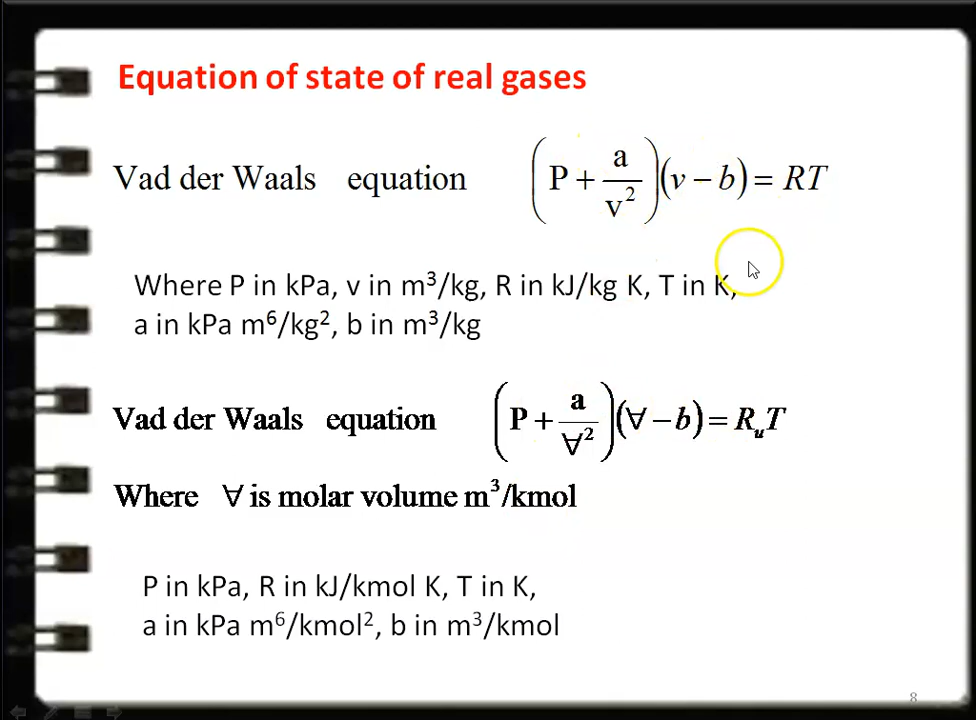 Equation of state of real gases
Vad der Waals equation (P + a/v²)(v − b) = RT
Where P in kPa, v in m³/kg, R in kJ/kg K, T in K,
a in kPa m⁶/kg², b in m³/kg
Vad der Waals equation (P + a/∀²)(∀ − b) = RᵤT
Where ∀ is molar volume m³/kmol
P in kPa, R in kJ/kmol K, T in K,
a in kPa m⁶/kmol², b in m³/kmol
8